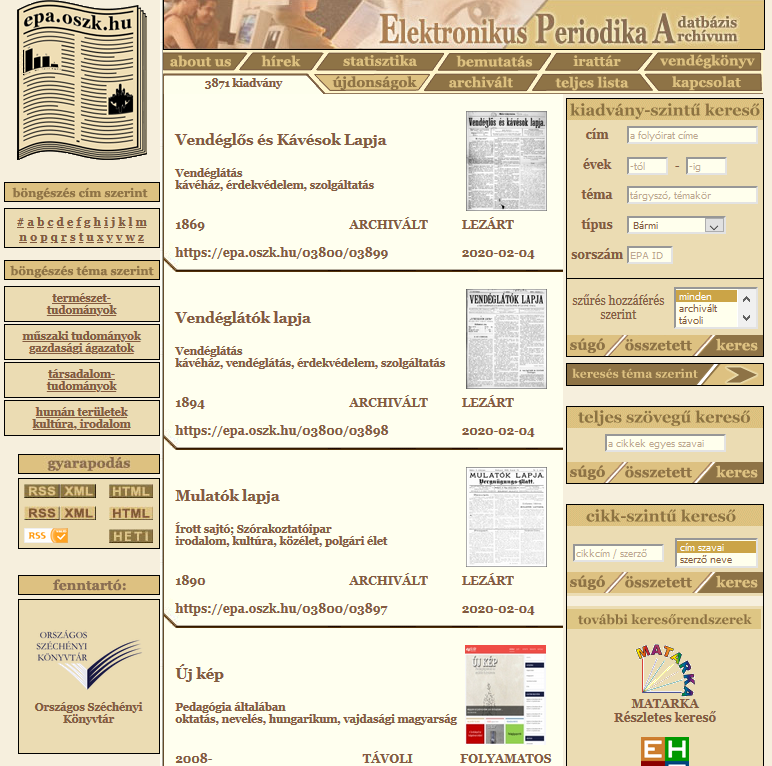 epa.oszk.hu
Elektronikus Periodika Adatbázis Archívum
about us hírek statisztika bemutatás irattár vendégkönyv
3871 kiadvány újdonságok archivált teljes lista kapcsolat
böngészés cím szerint
# a b c d e f g h i j k l m
n o p q r s t u x y v w z
böngészés téma szerint
természet-
tudományok
műszaki tudományok
gazdasági ágazatok
társadalom-
tudományok
humán területek
kultúra, irodalom
gyarapodás
RSS XML HTML
RSS XML HTML
RSS HETI
fenntartó:
ORSZÁGOS
SZÉCHÉNYI
KÖNYVTÁR
Országos Széchényi
Könyvtár
Vendéglős és Kávésok Lapja
Vendéglátás
kávéház, érdekvédelem, szolgáltatás
1869 ARCHIVÁLT LEZÁRT
https://epa.oszk.hu/03800/03899 2020-02-04
Vendéglátók lapja
VENDÉGLÁTÓK LAPJA
Vendéglátás
kávéház, vendéglátás, érdekvédelem, szolgáltatás
1894 ARCHIVÁLT LEZÁRT
https://epa.oszk.hu/03800/03898 2020-02-04
Mulatók lapja
MULATÓK LAPJA
Írott sajtó; Szórakoztatóipar
irodalom, kultúra, közélet, polgári élet
1890 ARCHIVÁLT LEZÁRT
https://epa.oszk.hu/03800/03897 2020-02-04
Új kép
ÚJ KÉP
Pedagógia általában
oktatás, nevelés, hungarikum, vajdasági magyarság
2008- TÁVOLI FOLYAMATOS
kiadvány-szintű kereső
cím a folyóirat címe
évek -tól - -ig
téma tárgyszó, témakör
típus Bármi
sorszám EPA ID
szűrés hozzáférés
szerint
minden
archivált
távoli
súgó összetett keres
keresés téma szerint
teljes szövegű kereső
a cikkek egyes szavai
súgó összetett keres
cikk-szintű kereső
cikkcím / szerző
cím szavai
szerző neve
súgó összetett keres
további keresőrendszerek
MATARKA
MATARKA
Részletes kereső
EH